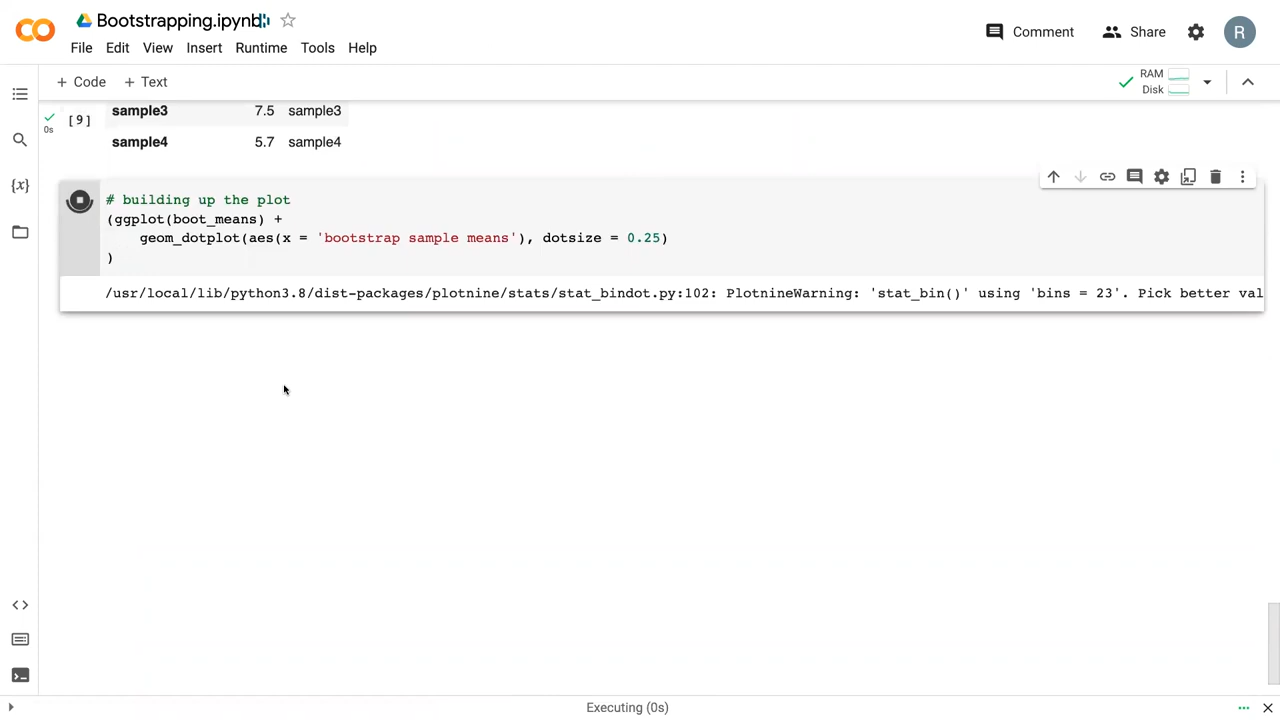 Bootstrapping.ipynb
File Edit View Insert Runtime Tools Help
Comment Share R
+ Code + Text
RAM
Disk
sample3 7.5 sample3
[9]
0s
sample4 5.7 sample4
# building up the plot
(ggplot(boot_means) +
geom_dotplot(aes(x = 'bootstrap sample means'), dotsize = 0.25)
)
/usr/local/lib/python3.8/dist-packages/plotnine/stats/stat_bindot.py:102: PlotnineWarning: 'stat_bin()' using 'bins = 23'. Pick better val
Executing (0s)